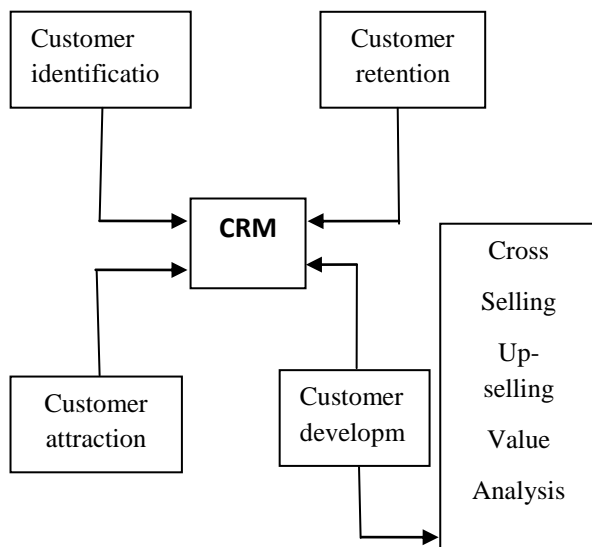 Customer
identificatio
Customer
retention
CRM
Customer
attraction
Customer
developm
Cross
Selling
Up-
selling
Value
Analysis